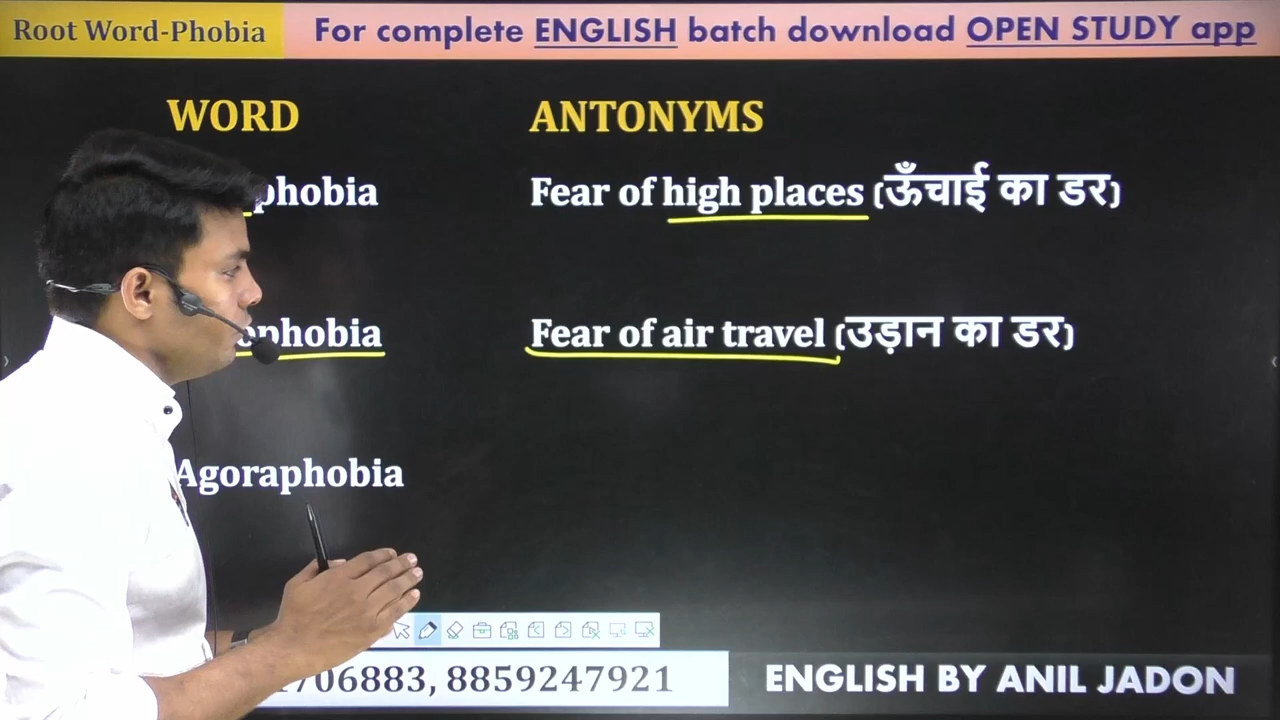 Root Word-Phobia
For complete ENGLISH batch download OPEN STUDY app
WORD ANTONYMS
phobia Fear of high places (ऊँचाई का डर)
ophobia Fear of air travel (उड़ान का डर)
Agoraphobia
706883, 8859247921
ENGLISH BY ANIL JADON